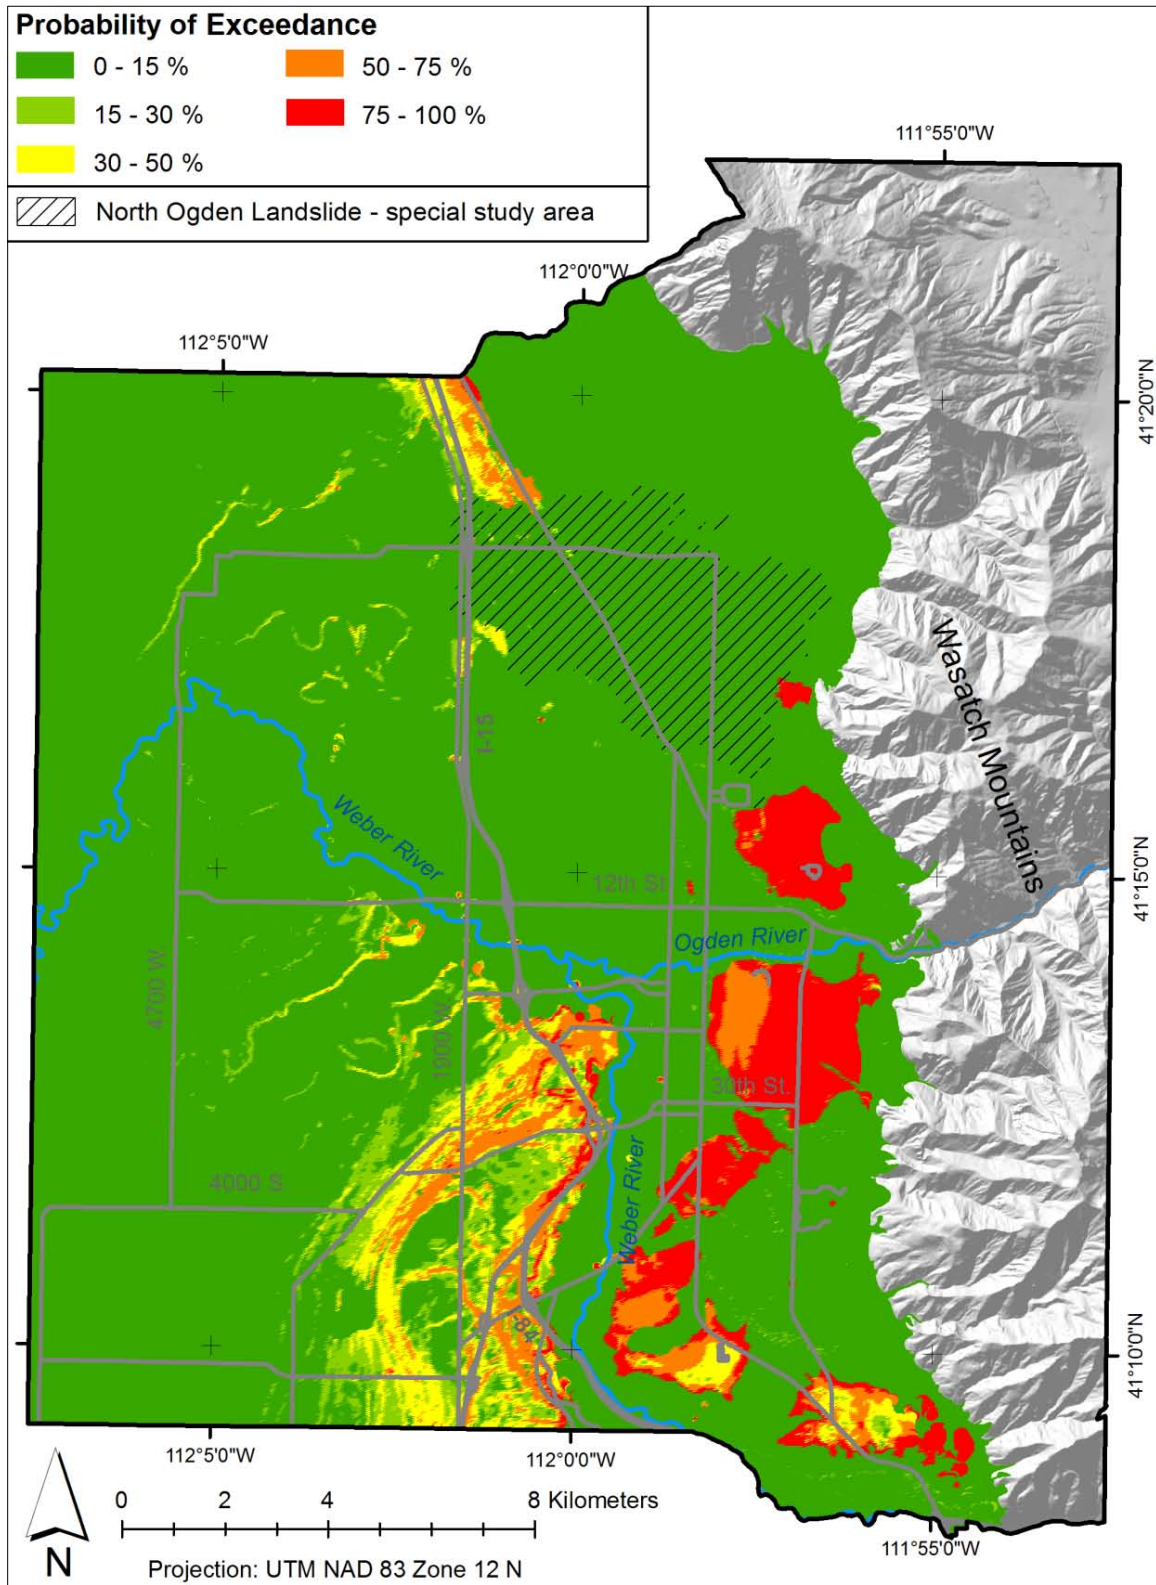 Probability of Exceedance
0 - 15 %
50 - 75 %
15 - 30 %
75 - 100 %
30 - 50 %
North Ogden Landslide - special study area
111°55'0"W
112°0'0"W
112°5'0"W
41°20'0"N
Wasatch Mountains
I-15
Weber River
12th St
41°15'0"N
Ogden River
4700 W
1900 W
30th St.
Weber River
4000 S
I-84
41°10'0"N
112°5'0"W
112°0'0"W
0 2 4 8 Kilometers
111°55'0"W
N
Projection: UTM NAD 83 Zone 12 N